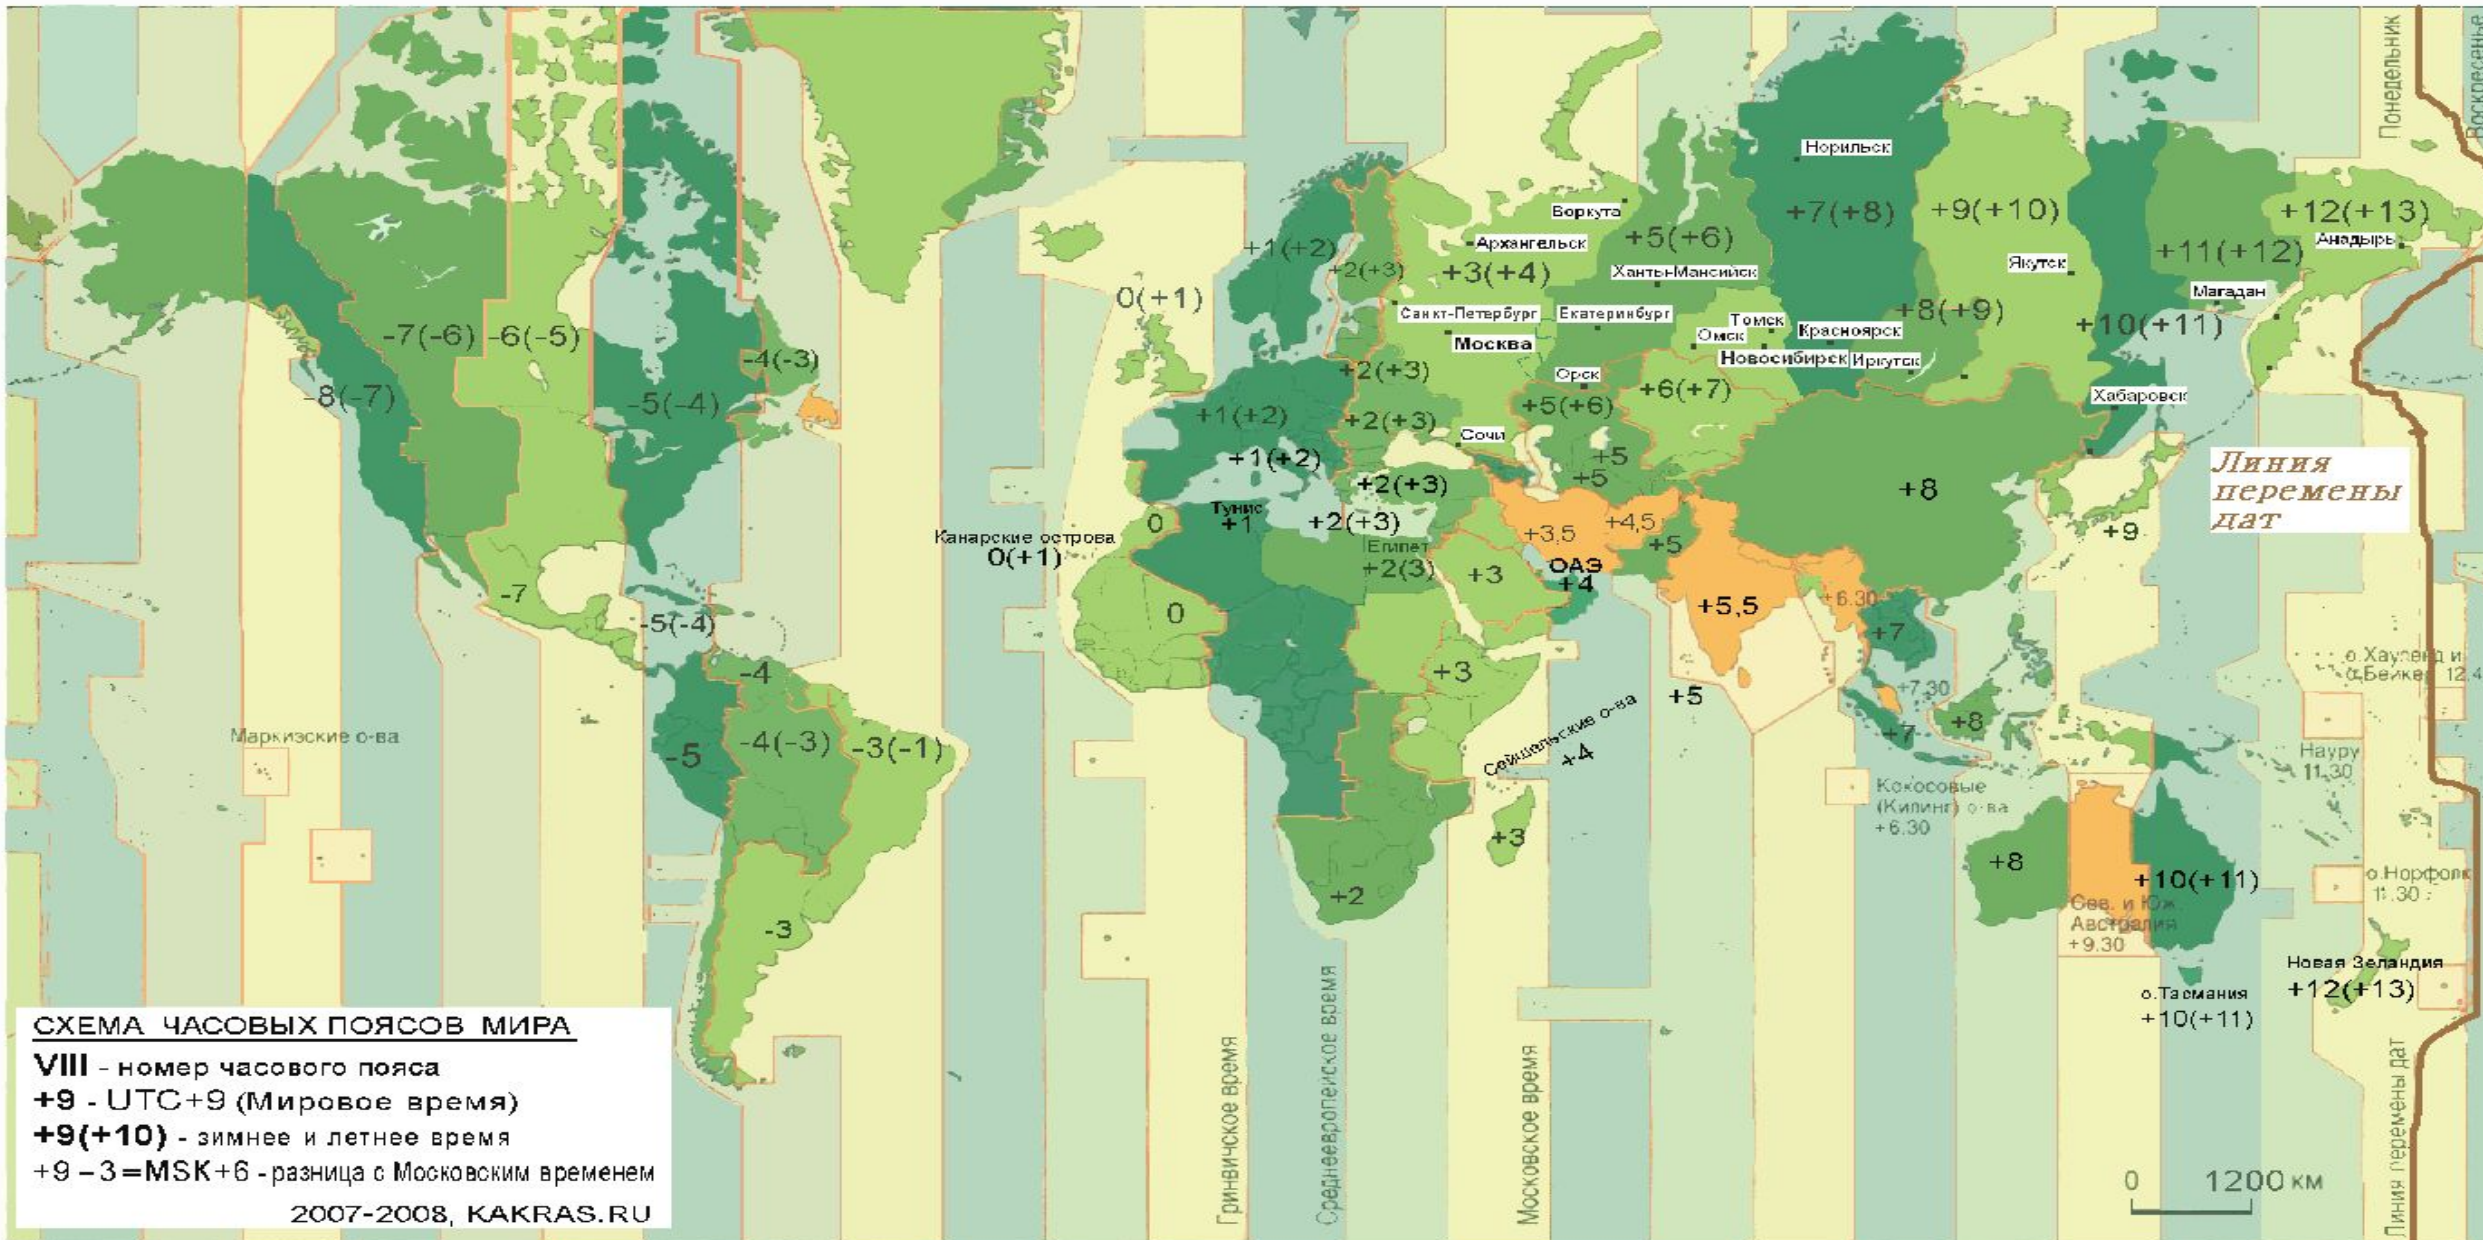 Понедельник
Воскресенье
Норильск
+7(+8)
+9(+10)
+12(+13)
Анадырь
Воркута
Архангельск
+5(+6)
+1(+2)
+2(+3)
+3(+4)
Ханты-Мансийск
Якутск
+11(+12)
Магадан
0(+1)
Санкт-Петербург
Екатеринбург
Томск
Омск
Красноярск
+8(+9)
+10(+11)
Москва
Новосибирск
Иркутск
-7(-6)
-6(-5)
-4(-3)
-8(-7)
-5(-4)
+2(+3)
Орск
+6(+7)
+5(+6)
Хабаровск
+1(+2)
+2(+3)
Сочи
+1(+2)
+5
+5
+2(+3)
+8
Линия
перемены
дат
Тунис
+1
0
+2(+3)
+3,5
+4,5
+9
Канарские острова
0(+1)
Египет
+2(3)
+5
+3
ОАЭ
+4
-7
0
+5,5
+6.30
+7
-5(-4)
-4
+3
+5
+7,30
о.Хауленд и
о.Бейкер 12.4
Маркизские о-ва
-5
-4(-3)
-3(-1)
Сейшельские о-ва
+4
+7
+8
Науру
11.30
Кокосовые
(Килинг) о-ва
+6.30
+3
+8
+10(+11)
о.Норфолк
11.30
+2
-3
Сев. и Юж.
Австралия
+9.30
Новая Зеландия
+12(+13)
о.Тасмания
+10(+11)
Гринвичское время
Среднеевропейское время
Московское время
Линия перемены дат
0 1200 км
СХЕМА ЧАСОВЫХ ПОЯСОВ МИРА
VIII - номер часового пояса
+9 - UTC+9 (Мировое время)
+9(+10) - зимнее и летнее время
+9-3=MSK+6 - разница с Московским временем
2007-2008, KAKRAS.RU